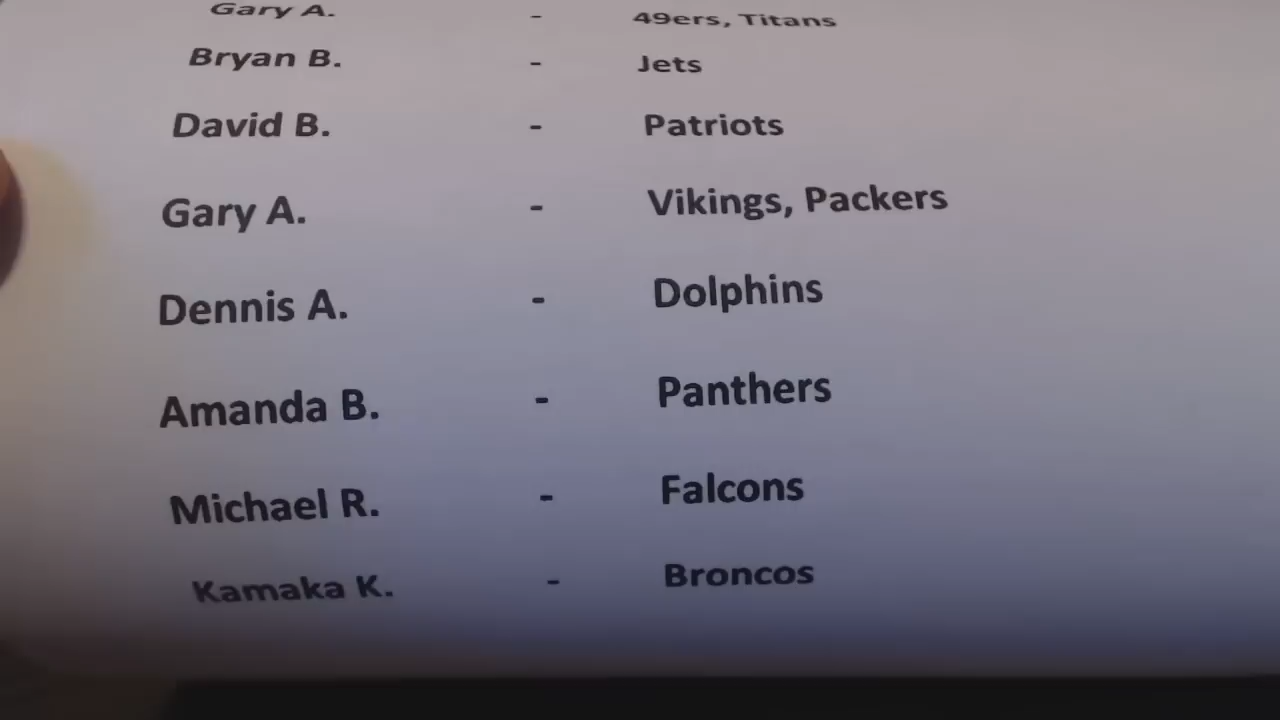 Gary A. - 49ers, Titans
Bryan B. - Jets
David B. - Patriots
Gary A. - Vikings, Packers
Dennis A. - Dolphins
Amanda B. - Panthers
Michael R. - Falcons
Kamaka K. - Broncos